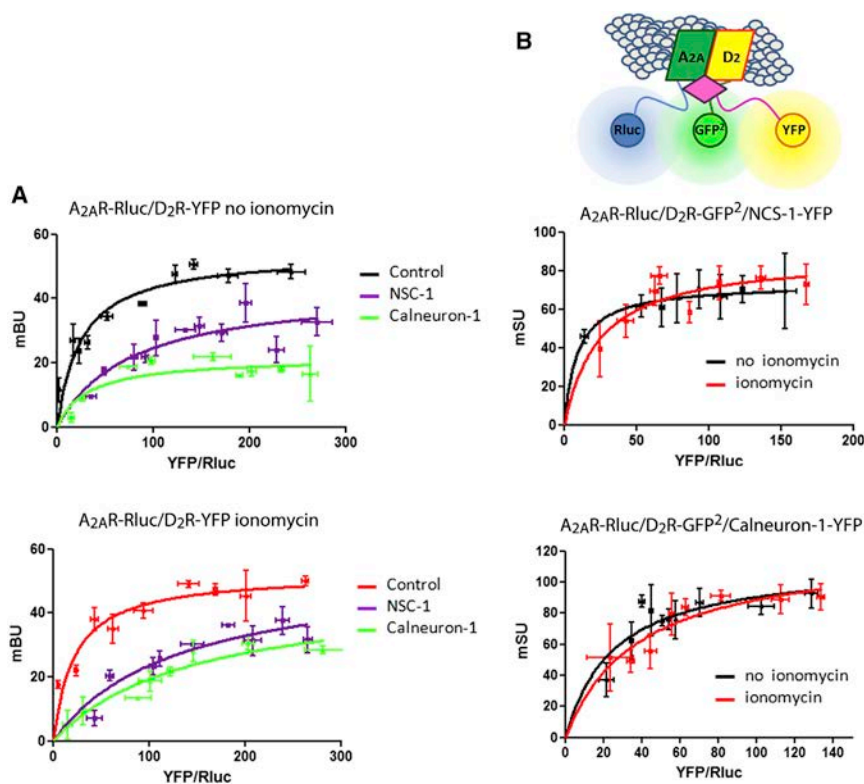 B
A2A D2
Rluc GFP² YFP
A
A2AR-Rluc/D2R-YFP no ionomycin
60
40
20
0
mBU
0 100 200 300
YFP/Rluc
Control
NSC-1
Calneuron-1
A2AR-Rluc/D2R-GFP²/NCS-1-YFP
100
80
60
40
20
0
mSU
0 50 100 150 200
YFP/Rluc
no ionomycin
ionomycin
A2AR-Rluc/D2R-YFP ionomycin
60
40
20
0
mBU
0 100 200 300
YFP/Rluc
Control
NSC-1
Calneuron-1
A2AR-Rluc/D2R-GFP²/Calneuron-1-YFP
120
100
80
60
40
20
0
mSU
0 20 40 60 80 100 120 140
YFP/Rluc
no ionomycin
ionomycin